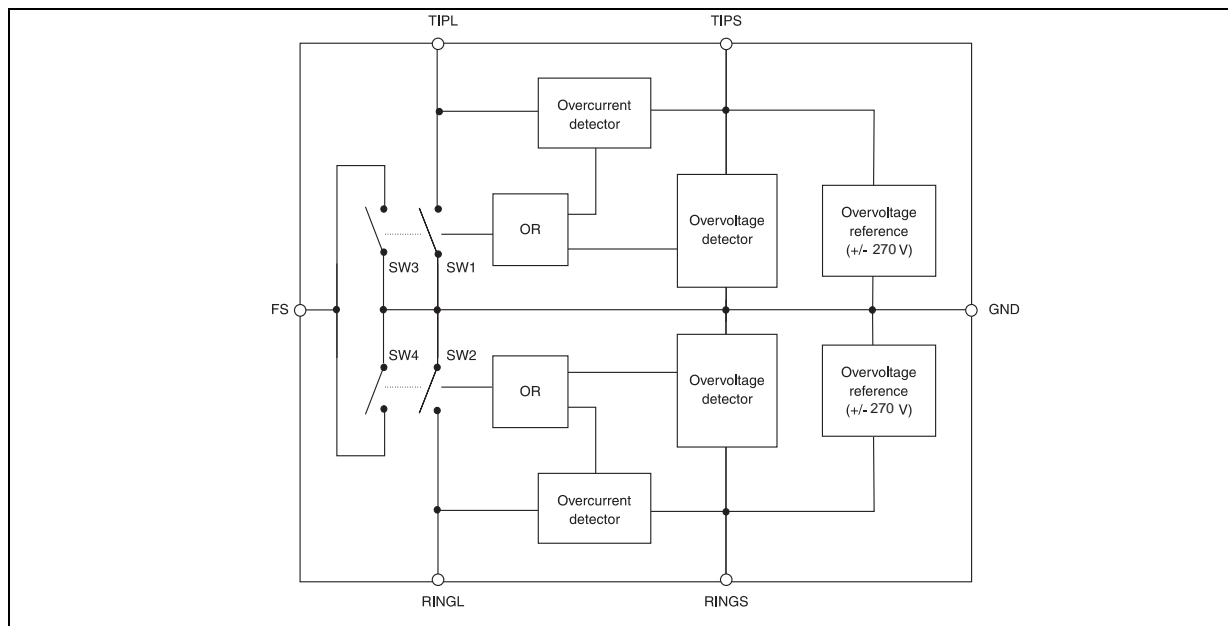 TIPL
TIPS
Overcurrent
detector
OR
Overvoltage
detector
Overvoltage
reference
(+/- 270 V)
SW3
SW1
FS
GND
SW4
SW2
OR
Overvoltage
detector
Overvoltage
reference
(+/- 270 V)
Overcurrent
detector
RINGL
RINGS